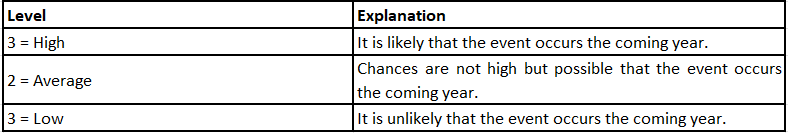 Level Explanation
3 = High It is likely that the event occurs the coming year.
2 = Average Chances are not high but possible that the event occurs
the coming year.
3 = Low It is unlikely that the event occurs the coming year.